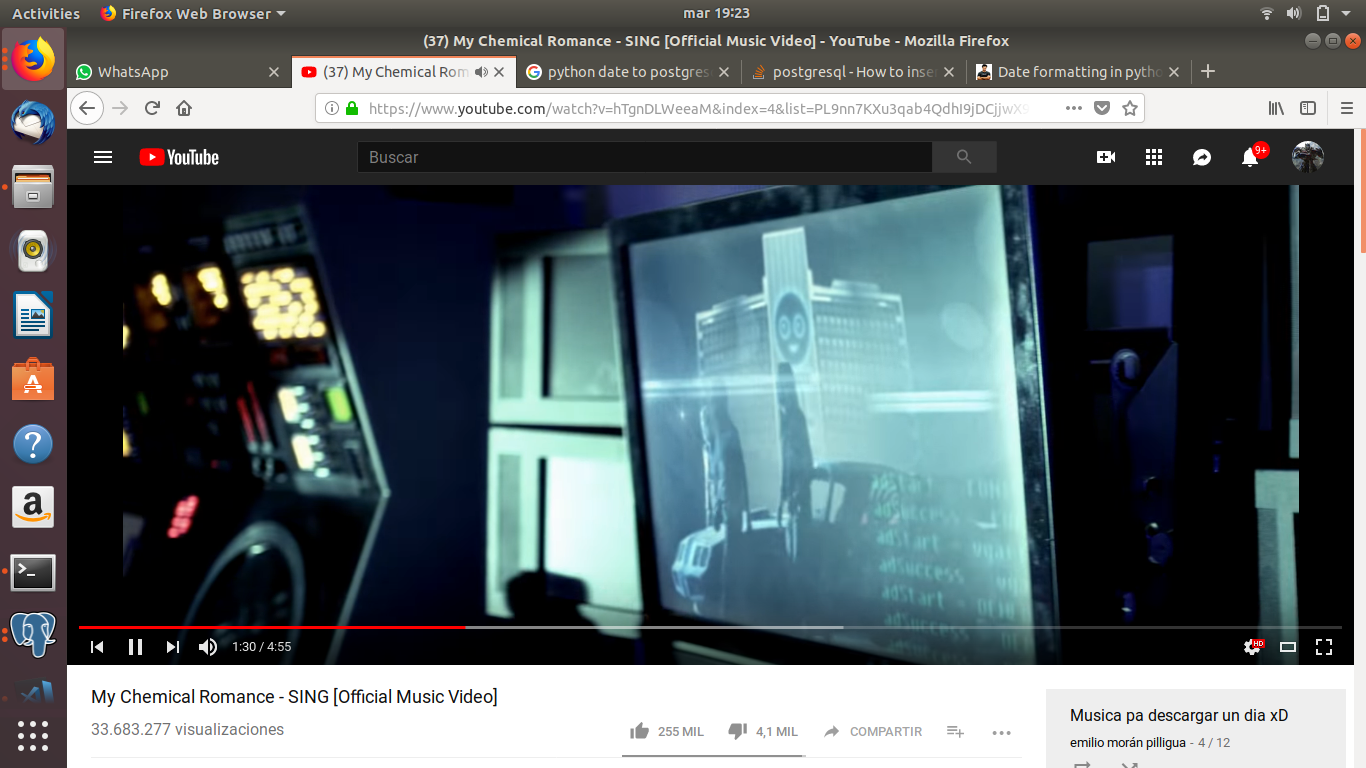 Activities
Firefox Web Browser
mar 19:23
(37) My Chemical Romance - SING [Official Music Video] - YouTube - Mozilla Firefox
WhatsApp
(37) My Chemical Rom
python date to postgres
postgresql - How to inser
Date formatting in pytho
https://www.youtube.com/watch?v=hTgnDLWeeaM&index=4&list=PL9nn7KXu3qab4QdhI9jDCjjwX9
YouTube
Buscar
9+
adStart
adSuccess
adStart -
adSuccess
adStart -
adSuccess
1:30 / 4:55
HD
My Chemical Romance - SING [Official Music Video]
33.683.277 visualizaciones
255 MIL
4,1 MIL
COMPARTIR
Musica pa descargar un dia xD
emilio morán pilligua - 4 / 12